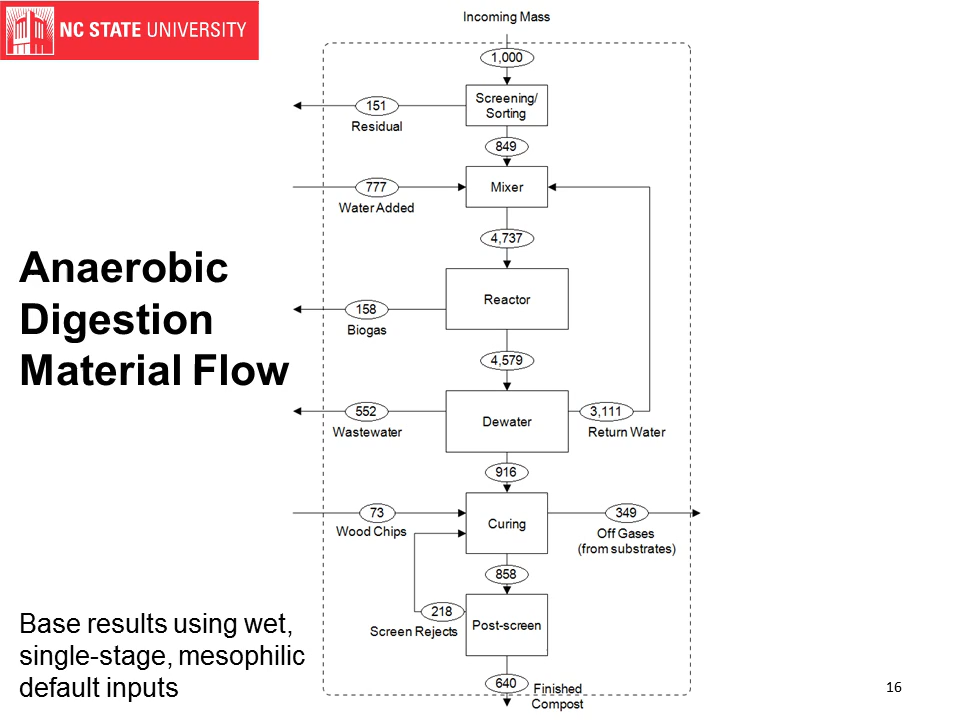 NC STATE UNIVERSITY
Incoming Mass
1,000
Screening/
Sorting
151
Residual
849
777
Mixer
Water Added
4,737
Anaerobic
Digestion
Material Flow
Reactor
158
Biogas
4,579
552
Dewater
3,111
Wastewater
Return Water
916
73
Curing
349
Wood Chips
Off Gases
(from substrates)
858
218
Screen Rejects
Post-screen
Base results using wet,
single-stage, mesophilic
default inputs
640
Finished
Compost
16